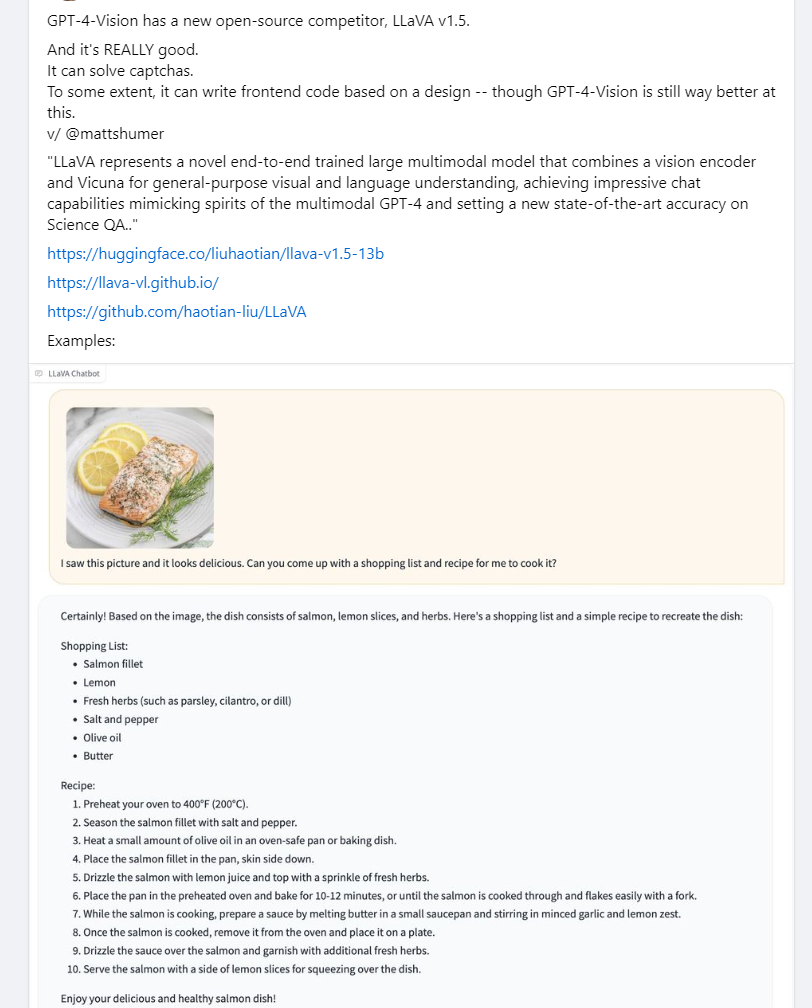 GPT-4-Vision has a new open-source competitor, LLaVA v1.5.
And it's REALLY good.
It can solve captchas.
To some extent, it can write frontend code based on a design -- though GPT-4-Vision is still way better at
this.
v/ @mattshumer
"LLaVA represents a novel end-to-end trained large multimodal model that combines a vision encoder
and Vicuna for general-purpose visual and language understanding, achieving impressive chat
capabilities mimicking spirits of the multimodal GPT-4 and setting a new state-of-the-art accuracy on
Science QA.."
https://huggingface.co/liuhaotian/llava-v1.5-13b
https://llava-vl.github.io/
https://github.com/haotian-liu/LLaVA
Examples:
LLaVA Chatbot
I saw this picture and it looks delicious. Can you come up with a shopping list and recipe for me to cook it?
Certainly! Based on the image, the dish consists of salmon, lemon slices, and herbs. Here's a shopping list and a simple recipe to recreate the dish:
Shopping List:
• Salmon fillet
• Lemon
• Fresh herbs (such as parsley, cilantro, or dill)
• Salt and pepper
• Olive oil
• Butter
Recipe:
1. Preheat your oven to 400°F (200°C).
2. Season the salmon fillet with salt and pepper.
3. Heat a small amount of olive oil in an oven-safe pan or baking dish.
4. Place the salmon fillet in the pan, skin side down.
5. Drizzle the salmon with lemon juice and top with a sprinkle of fresh herbs.
6. Place the pan in the preheated oven and bake for 10-12 minutes, or until the salmon is cooked through and flakes easily with a fork.
7. While the salmon is cooking, prepare a sauce by melting butter in a small saucepan and stirring in minced garlic and lemon zest.
8. Once the salmon is cooked, remove it from the oven and place it on a plate.
9. Drizzle the sauce over the salmon and garnish with additional fresh herbs.
10. Serve the salmon with a side of lemon slices for squeezing over the dish.
Enjoy your delicious and healthy salmon dish!